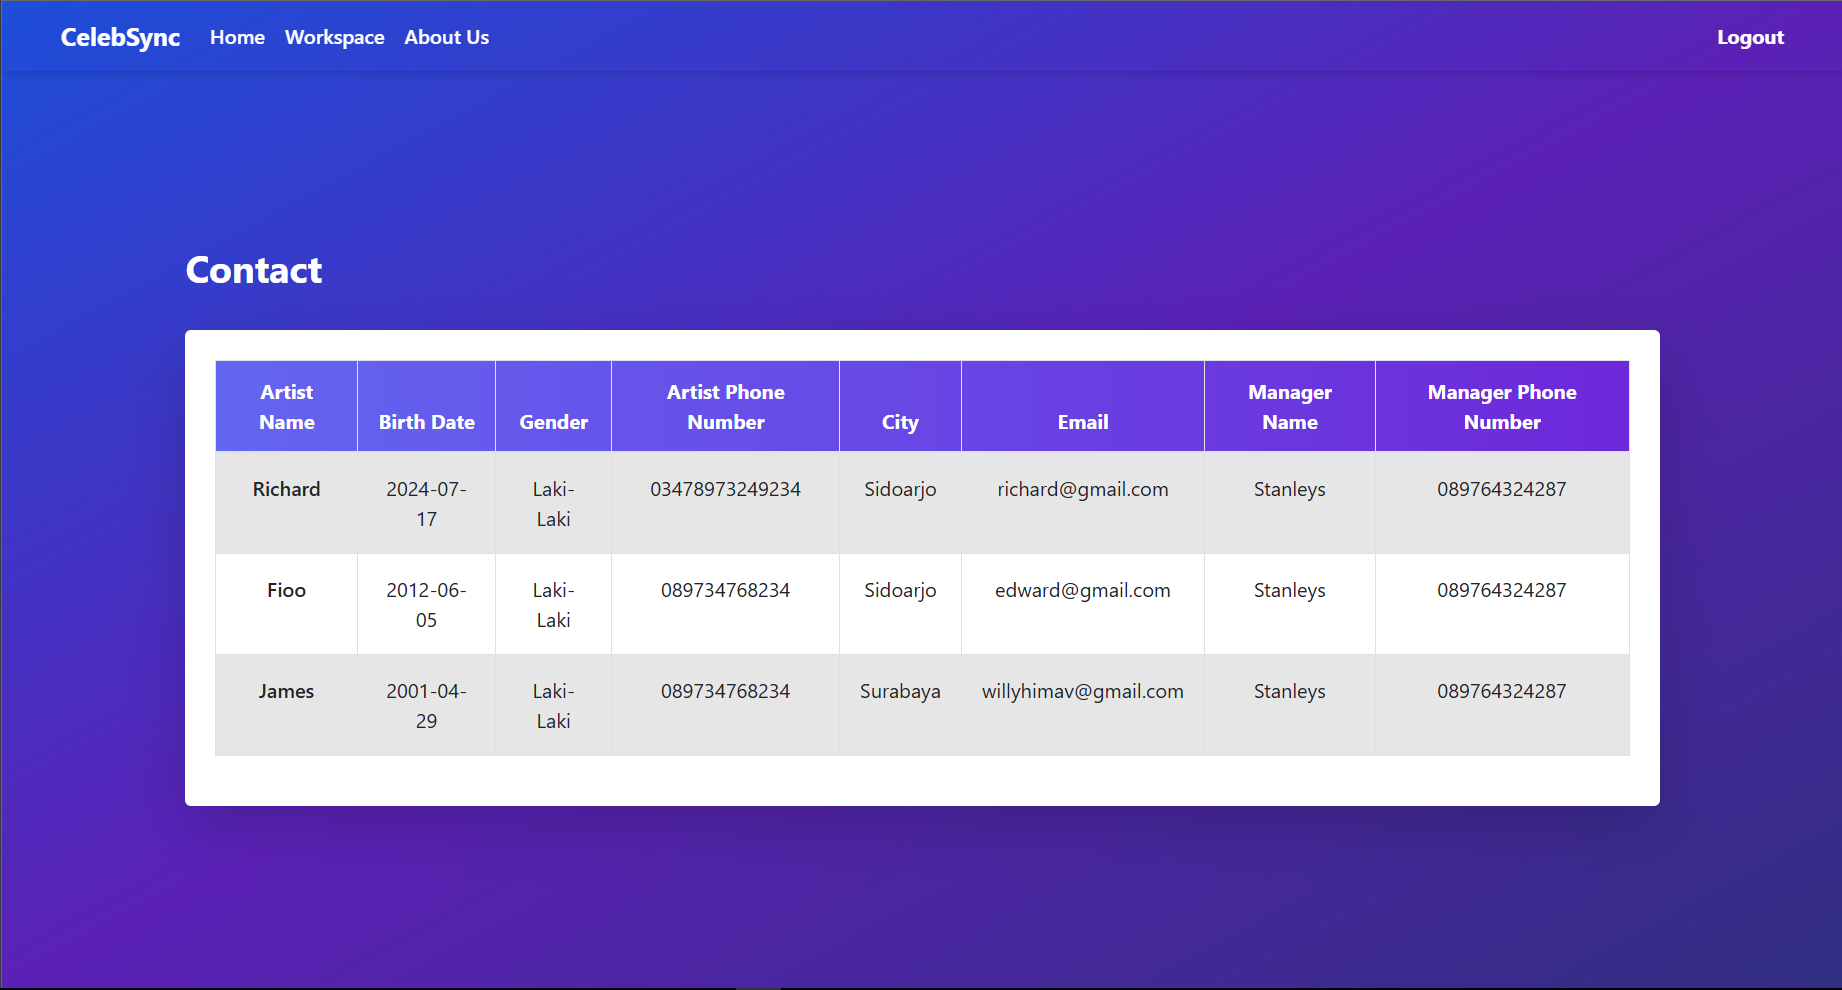 CelebSync Home Workspace About Us Logout
Contact
Artist Name Birth Date Gender Artist Phone Number City Email Manager Name Manager Phone Number
Richard 2024-07-17 Laki-Laki 03478973249234 Sidoarjo richard@gmail.com Stanleys 089764324287
Fioo 2012-06-05 Laki-Laki 089734768234 Sidoarjo edward@gmail.com Stanleys 089764324287
James 2001-04-29 Laki-Laki 089734768234 Surabaya willyhimav@gmail.com Stanleys 089764324287